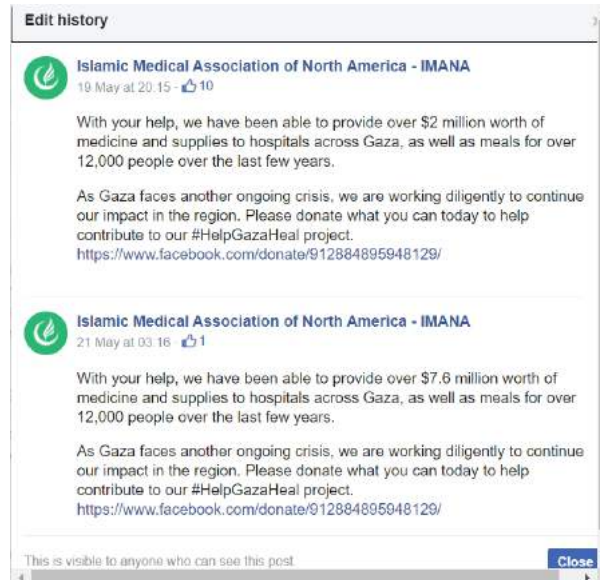 Edit history
Islamic Medical Association of North America - IMANA
19 May at 20:15 · 10
With your help, we have been able to provide over $2 million worth of
medicine and supplies to hospitals across Gaza, as well as meals for over
12,000 people over the last few years.
As Gaza faces another ongoing crisis, we are working diligently to continue
our impact in the region. Please donate what you can today to help
contribute to our #HelpGazaHeal project.
https://www.facebook.com/donate/912884895948129/
Islamic Medical Association of North America - IMANA
21 May at 03:16 · 1
With your help, we have been able to provide over $7.6 million worth of
medicine and supplies to hospitals across Gaza, as well as meals for over
12,000 people over the last few years.
As Gaza faces another ongoing crisis, we are working diligently to continue
our impact in the region. Please donate what you can today to help
contribute to our #HelpGazaHeal project.
https://www.facebook.com/donate/912884895948129/
This is visible to anyone who can see this post.
Close